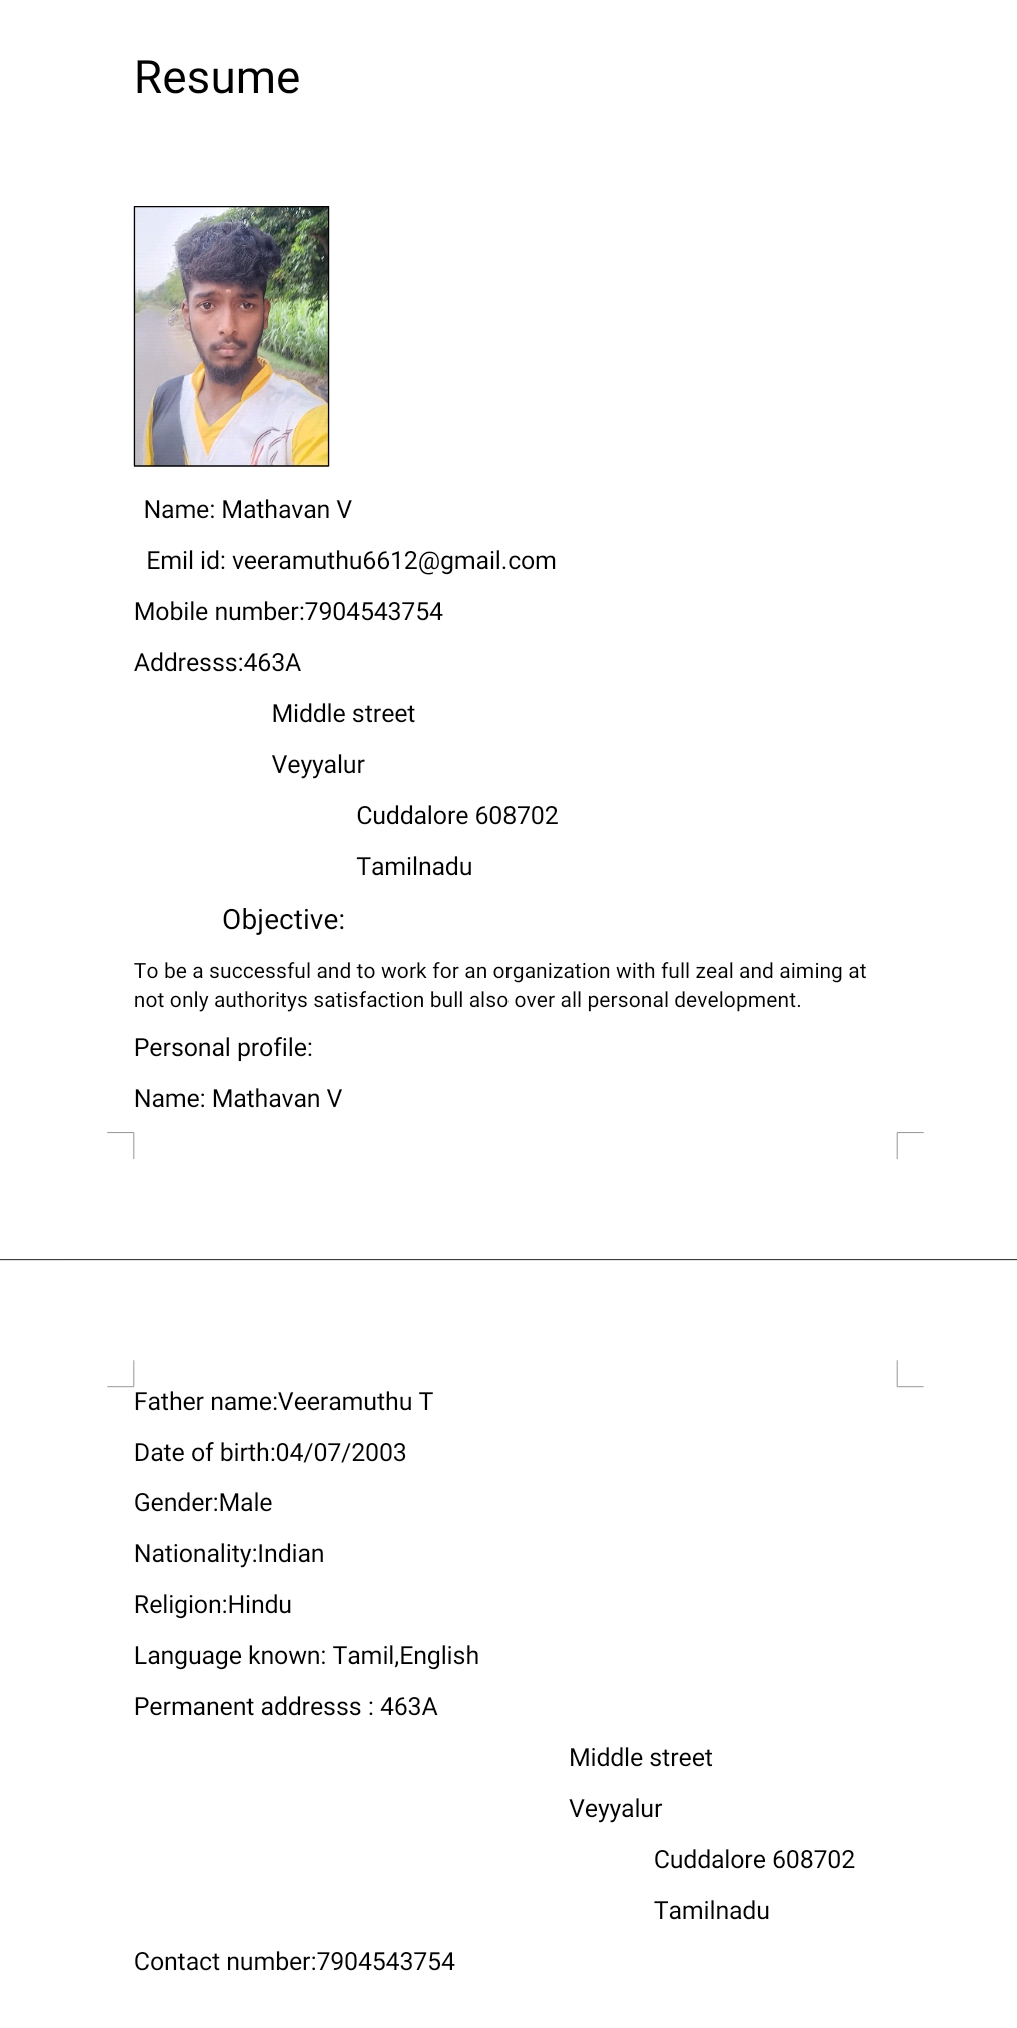 Resume
Name: Mathavan V
Emil id: veeramuthu6612@gmail.com
Mobile number:7904543754
Addresss:463A
Middle street
Veyyalur
Cuddalore 608702
Tamilnadu
Objective:
To be a successful and to work for an organization with full zeal and aiming at
not only authoritys satisfaction bull also over all personal development.
Personal profile:
Name: Mathavan V
Father name:Veeramuthu T
Date of birth:04/07/2003
Gender:Male
Nationality:Indian
Religion:Hindu
Language known: Tamil,English
Permanent addresss : 463A
Middle street
Veyyalur
Cuddalore 608702
Tamilnadu
Contact number:7904543754